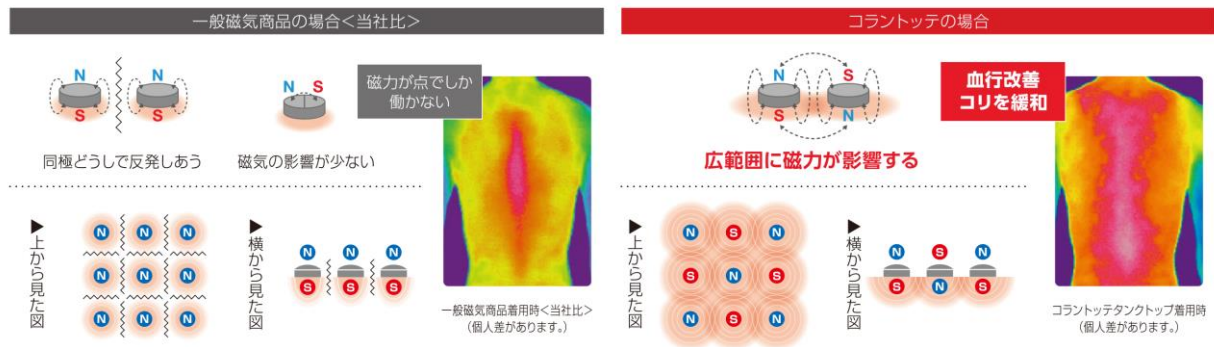 一般磁気商品の場合<当社比>
N
N
S
S
同極どうしで反発しあう
N S
磁気の影響が少ない
磁力が点でしか
働かない
▶上から見た図
N N N
N N N
N N N
▶横から見た図
N N N
S S S
一般磁気商品着用時<当社比>
(個人差があります。)
コラントッテの場合
N S
S N
広範囲に磁力が影響する
血行改善
コリを緩和
▶上から見た図
N S N
S N S
N S N
▶横から見た図
N S N
S N S
コラントッテタンクトップ着用時
(個人差があります。)